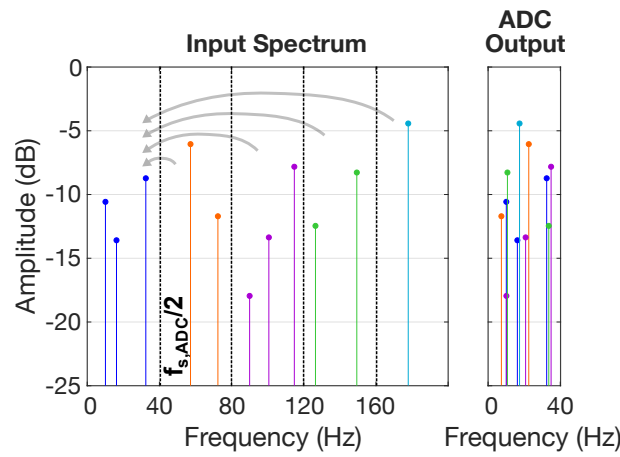 Input Spectrum
ADC
Output
Amplitude (dB)
0
-5
-10
-15
-20
-25
f_s,ADC/2
0 40 80 120 160
0 40
Frequency (Hz)
Frequency (Hz)